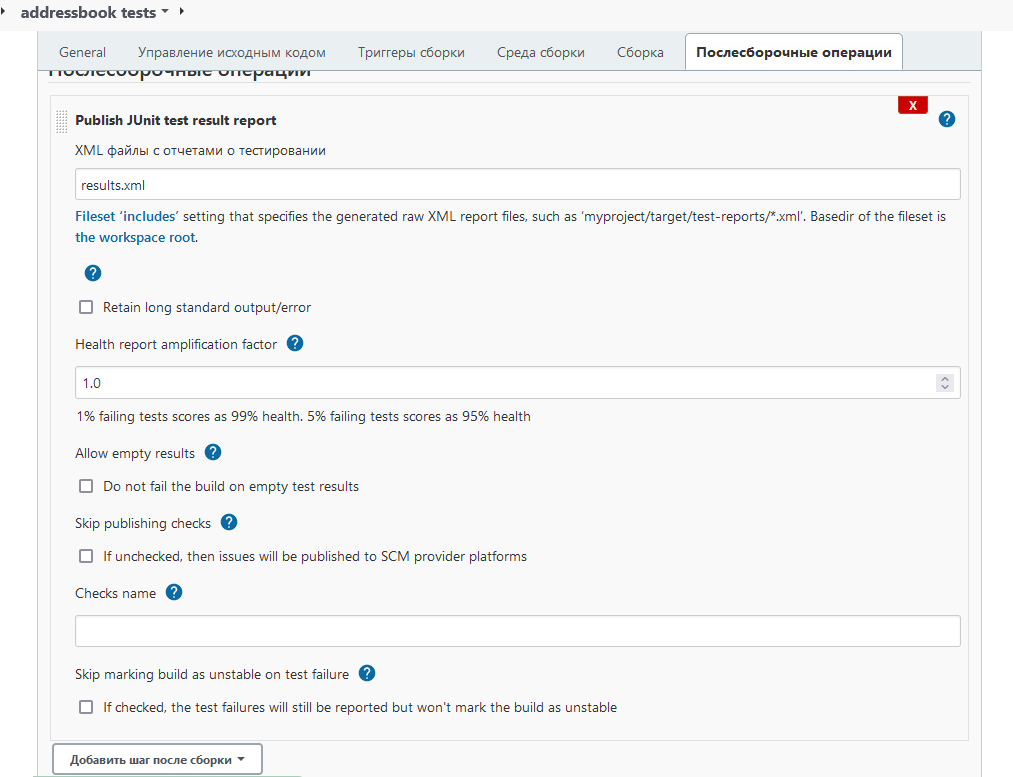 addressbook tests
General Управление исходным кодом Триггеры сборки Среда сборки Сборка Послесборочные операции
Послесборочные операции
X
Publish JUnit test result report ?
XML файлы с отчетами о тестировании
results.xml
Fileset ‘includes’ setting that specifies the generated raw XML report files, such as ‘myproject/target/test-reports/*.xml’. Basedir of the fileset is
the workspace root.
?
Retain long standard output/error
Health report amplification factor ?
1.0
1% failing tests scores as 99% health. 5% failing tests scores as 95% health
Allow empty results ?
Do not fail the build on empty test results
Skip publishing checks ?
If unchecked, then issues will be published to SCM provider platforms
Checks name ?
Skip marking build as unstable on test failure ?
If checked, the test failures will still be reported but won't mark the build as unstable
Добавить шаг после сборки